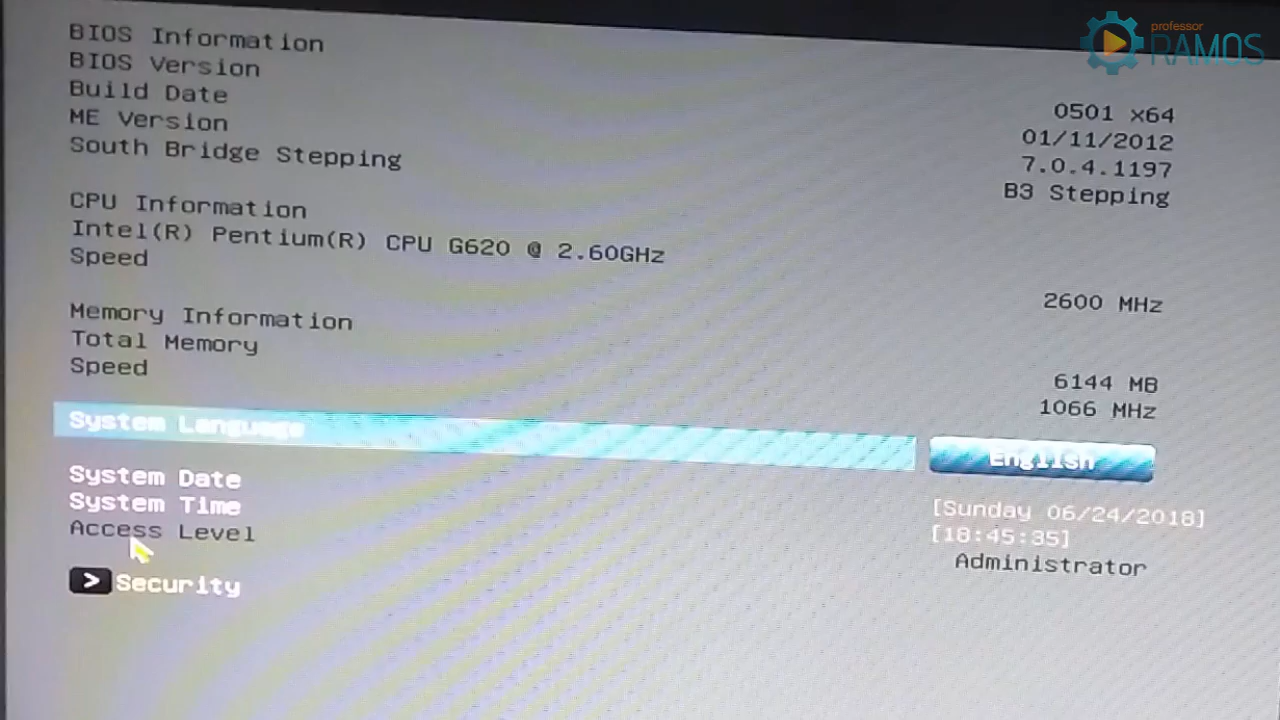 professor
RAMOS
BIOS Information
BIOS Version 0501 x64
Build Date 01/11/2012
ME Version 7.0.4.1197
South Bridge Stepping B3 Stepping
CPU Information
Intel(R) Pentium(R) CPU G620 @ 2.60GHz
Speed 2600 MHz
Memory Information
Total Memory 6144 MB
Speed 1066 MHz
System Language English
System Date [Sunday 06/24/2018]
System Time [18:45:35]
Access Level Administrator
> Security